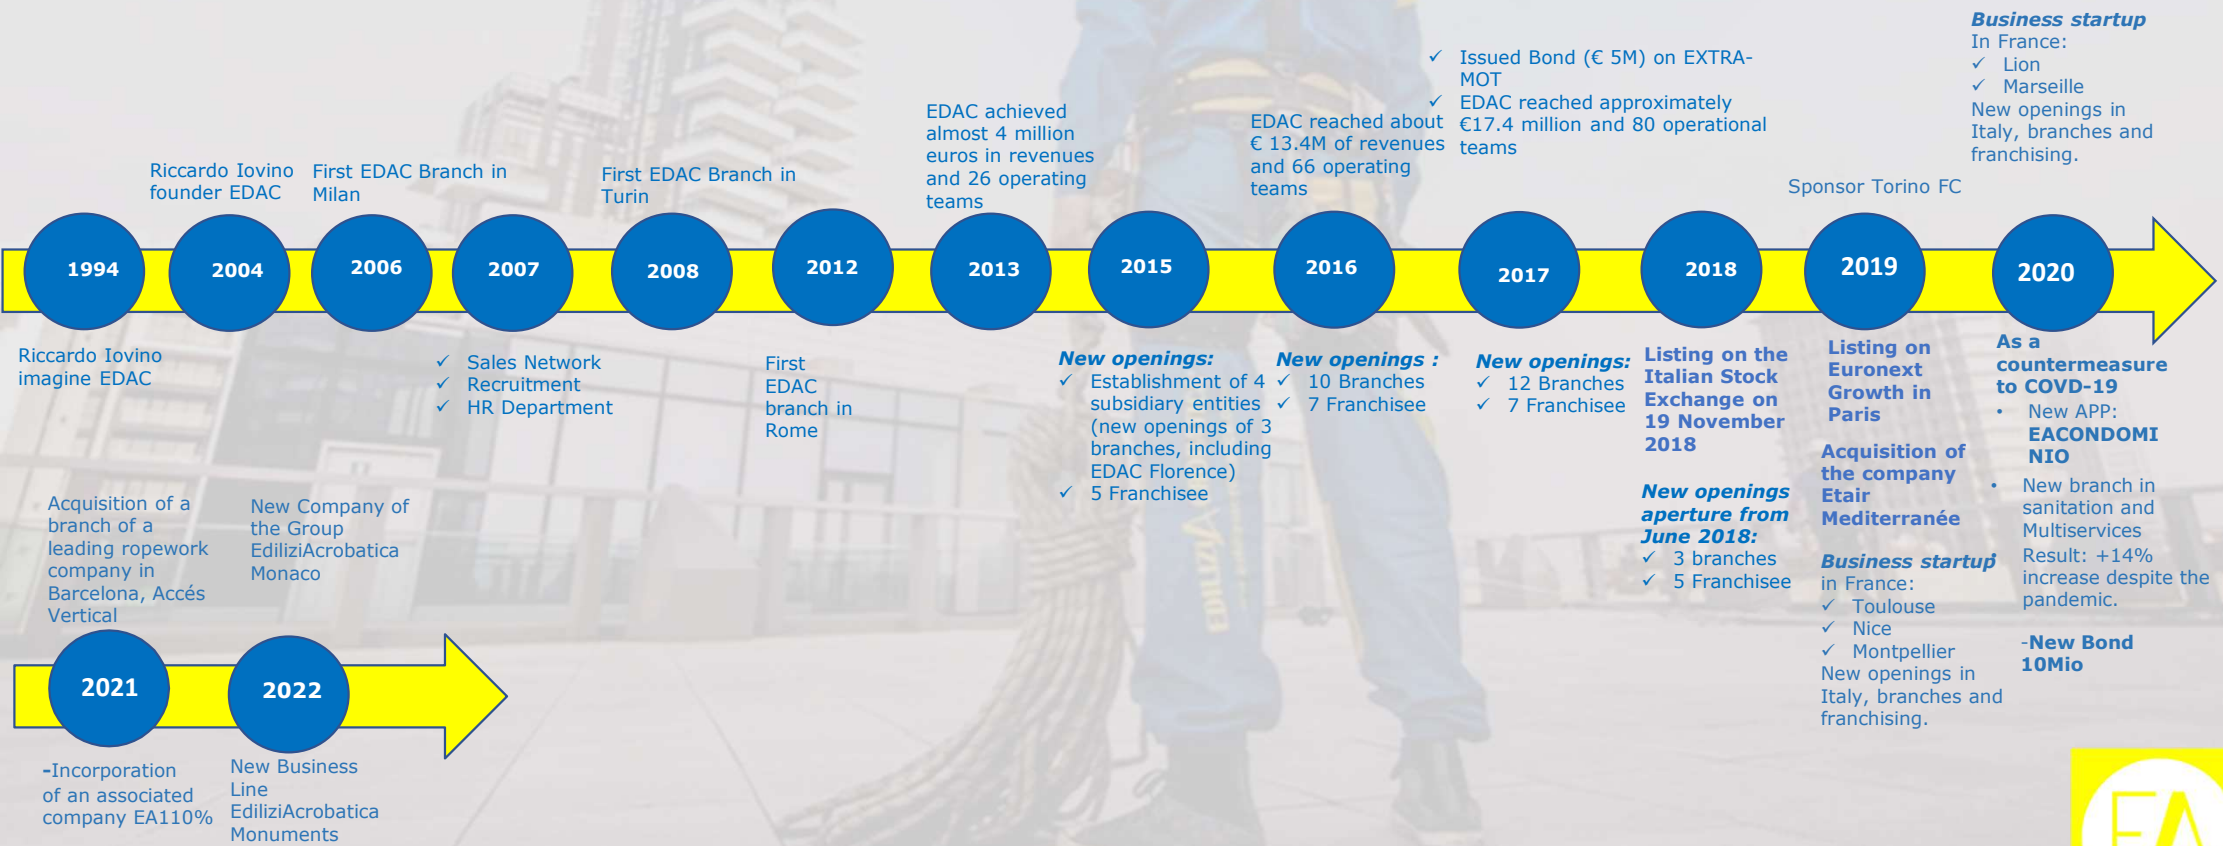 Business startup
In France:
✓ Lion
✓ Marseille
New openings in
Italy, branches and
franchising.
✓ Issued Bond (€ 5M) on EXTRA-
MOT
✓ EDAC reached approximately
€17.4 million and 80 operational
teams
EDAC reached about
€ 13.4M of revenues
and 66 operating
teams
EDAC achieved
almost 4 million
euros in revenues
and 26 operating
teams
Riccardo Iovino
founder EDAC
First EDAC Branch in
Milan
First EDAC Branch in
Turin
Sponsor Torino FC
1994
2004
2006
2007
2008
2012
2013
2015
2016
2017
2018
2019
2020
Riccardo Iovino
imagine EDAC
✓ Sales Network
✓ Recruitment
✓ HR Department
First
EDAC
branch in
Rome
New openings:
✓ Establishment of 4
subsidiary entities
(new openings of 3
branches, including
EDAC Florence)
✓ 5 Franchisee
New openings :
✓ 10 Branches
✓ 7 Franchisee
New openings:
✓ 12 Branches
✓ 7 Franchisee
Listing on the
Italian Stock
Exchange on
19 November
2018
New openings
aperture from
June 2018:
✓ 3 branches
✓ 5 Franchisee
Listing on
Euronext
Growth in
Paris
Acquisition of
the company
Etair
Mediterranée
Business startup
in France:
✓ Toulouse
✓ Nice
✓ Montpellier
New openings in
Italy, branches and
franchising.
As a
countermeasure
to COVD-19
• New APP:
EACONDOMI
NIO
• New branch in
sanitation and
Multiservices
• Result: +14%
increase despite the
pandemic.
-New Bond
10Mio
Acquisition of a
branch of a
leading ropework
company in
Barcelona, Accés
Vertical
New Company of
the Group
EdiliziAcrobatica
Monaco
2021
2022
-Incorporation
of an associated
company EA110%
New Business
Line
EdiliziAcrobatica
Monuments
EA